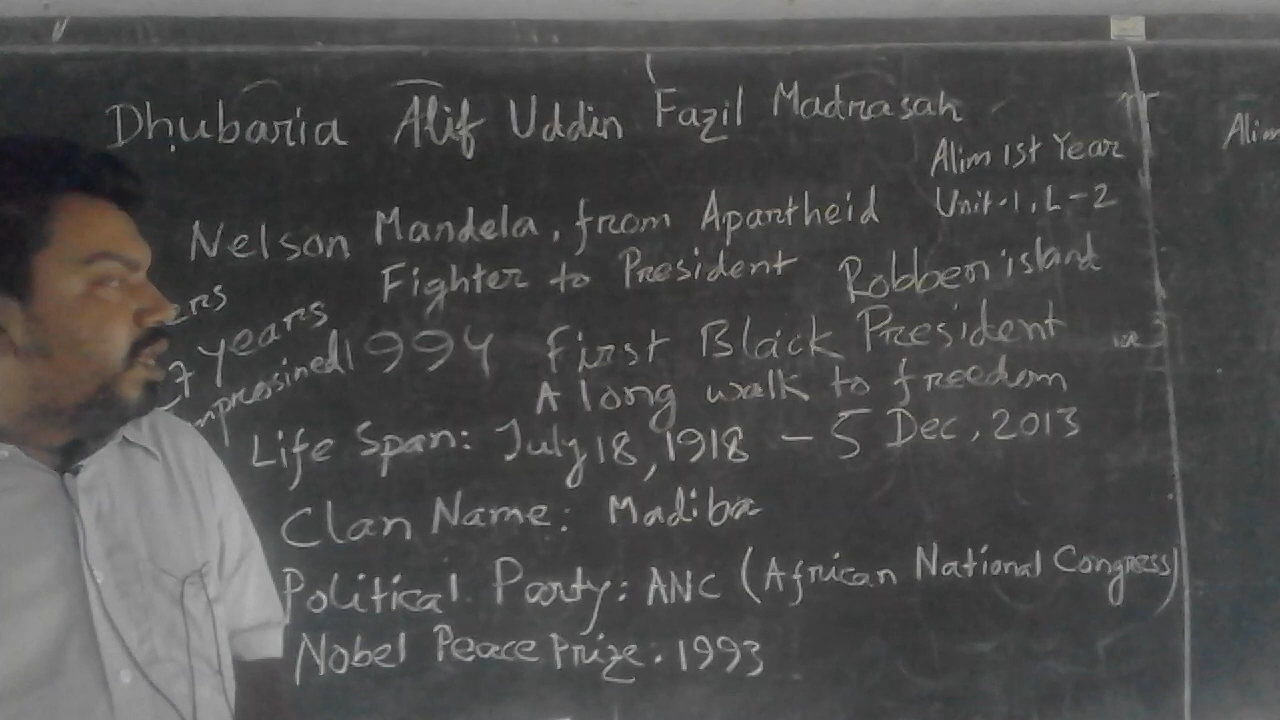 Dhubaria Alif Uddin Fazil Madrasah
Alim 1st Year
Unit-1, L-2
Nelson Mandela, from Apartheid
Fighter to President
Robben island
years
improsined
1994 First Black President
A long walk to freedom
Life Span: July 18, 1918 - 5 Dec, 2013
Clan Name: Madiba
Political Party: ANC (African National Congress)
Nobel Peace Prize: 1993
Alim